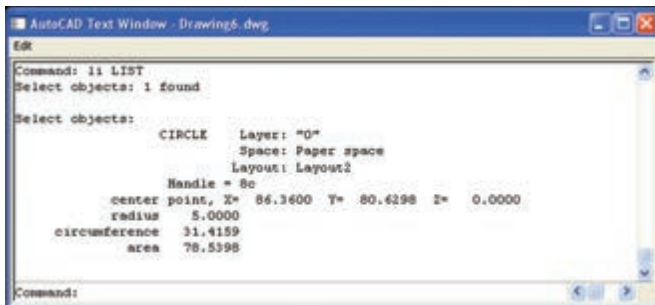 AutoCAD Text Window - Drawing6.dwg
Edit
Command: li LIST
Select objects: 1 found
Select objects:
CIRCLE Layer: "0"
Space: Paper space
Layout: Layout2
Handle = 8c
center point, X= 86.3600 Y= 80.6298 Z= 0.0000
radius 5.0000
circumference 31.4159
area 78.5398
Command: